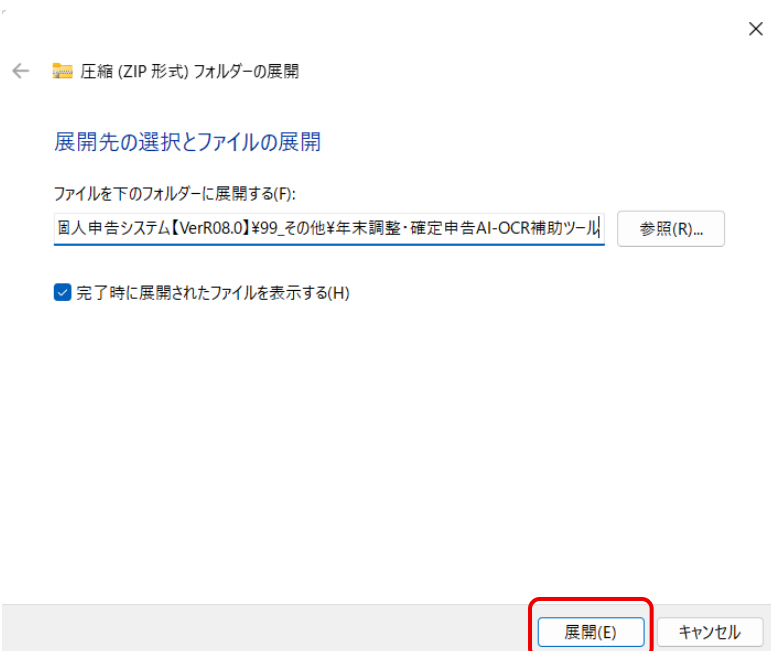 圧縮 (ZIP 形式) フォルダーの展開
展開先の選択とファイルの展開
ファイルを下のフォルダーに展開する(F):
固人申告システム【VerR08.0】¥99_その他¥年末調整・確定申告AI-OCR補助ツール
参照(R)...
完了時に展開されたファイルを表示する(H)
展開(E)
キャンセル